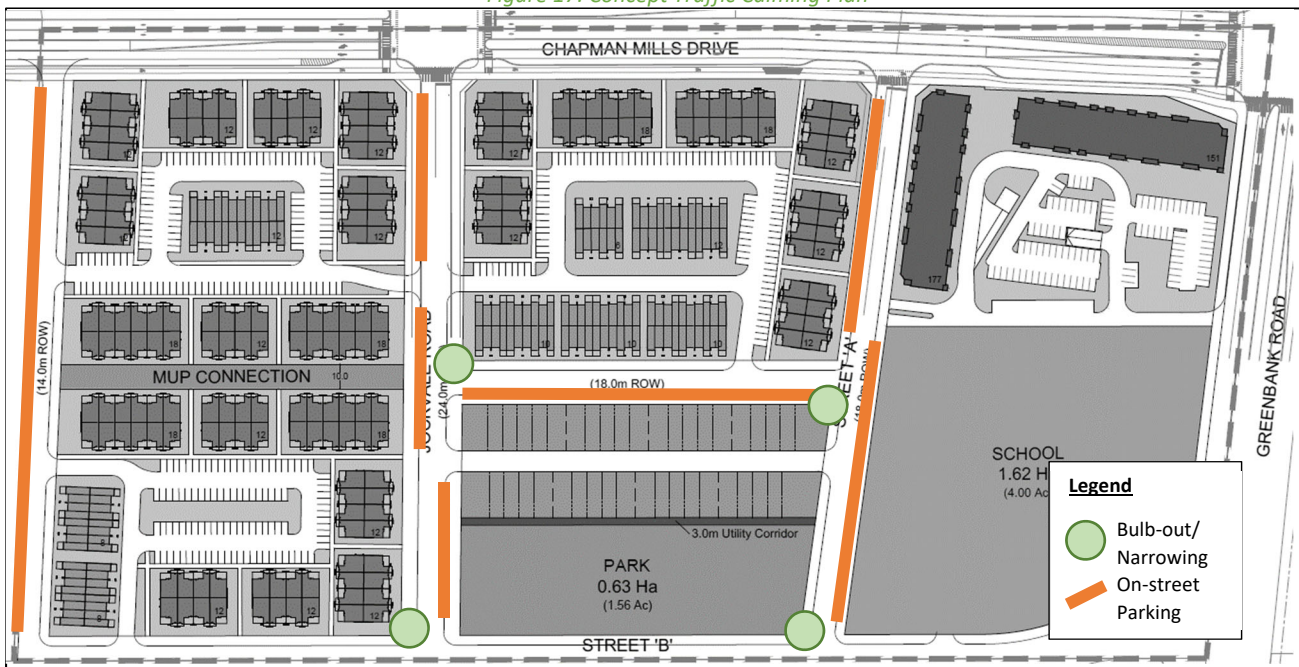 Figure 17: Concept Traffic Calming Plan
CHAPMAN MILLS DRIVE
12
12
12
18
18
12
151
12
12
12
12
6
12
12
177
(14.0m ROW)
18
12
18
10
10
10
12
JOCKVALE ROAD
(24.0m
MUP CONNECTION
10.0
(18.0m ROW)
STREET 'A'
(18.0m ROW)
GREENBANK ROAD
18
12
18
SCHOOL
1.62 H
(4.00 Ac
12
3.0m Utility Corridor
8
8
12
12
12
PARK
0.63 Ha
(1.56 Ac)
STREET 'B'
Legend
Bulb-out/
Narrowing
On-street
Parking